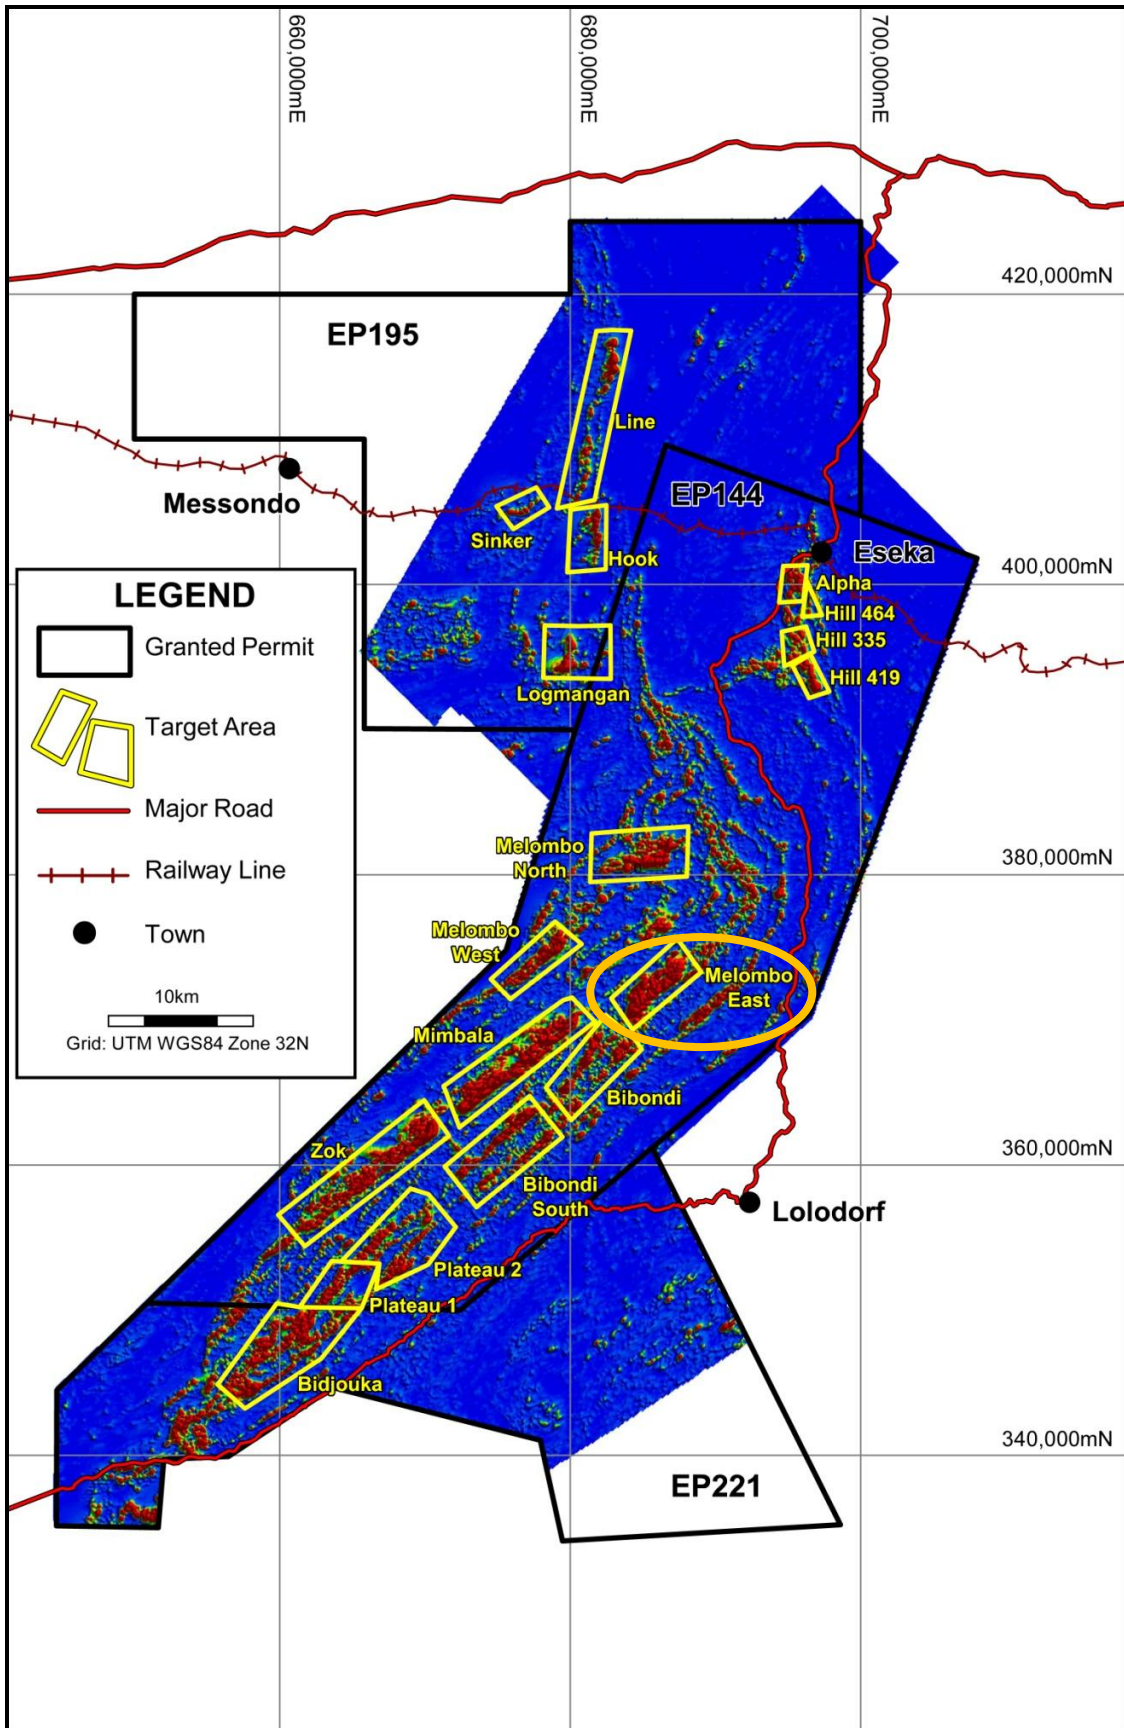 660,000mE
680,000mE
700,000mE
420,000mN
EP195
Line
Messondo
EP144
Sinker
Hook
Eseka
400,000mN
Alpha
Hill 464
Hill 335
Hill 419
Logmangan
LEGEND
Granted Permit
Target Area
Major Road
Railway Line
Town
10km
Grid: UTM WGS84 Zone 32N
Melombo
North
380,000mN
Melombo
West
Melombo
East
Mimbala
Bibondi
Zok
360,000mN
Bibondi
South
Lolodorf
Plateau 2
Plateau 1
Bidjouka
340,000mN
EP221